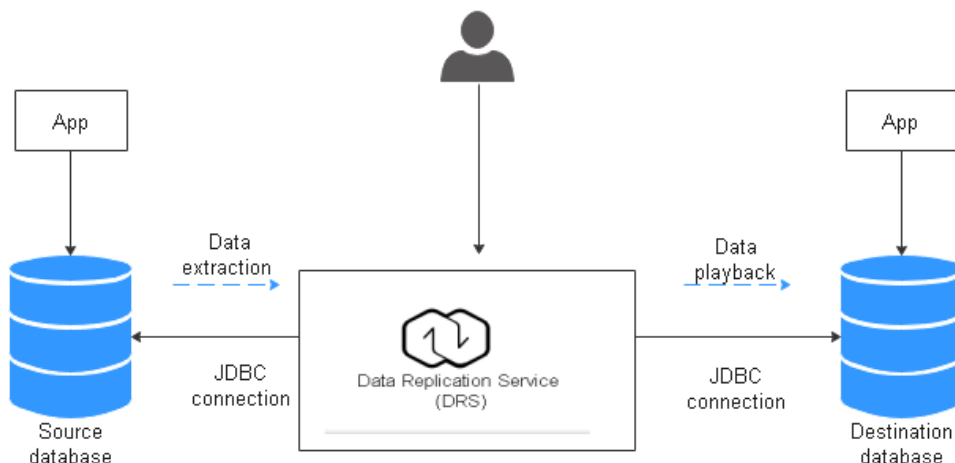 App
App
Data
extraction
Data
playback
Data Replication Service
(DRS)
JDBC
connection
JDBC
connection
Source
database
Destination
database